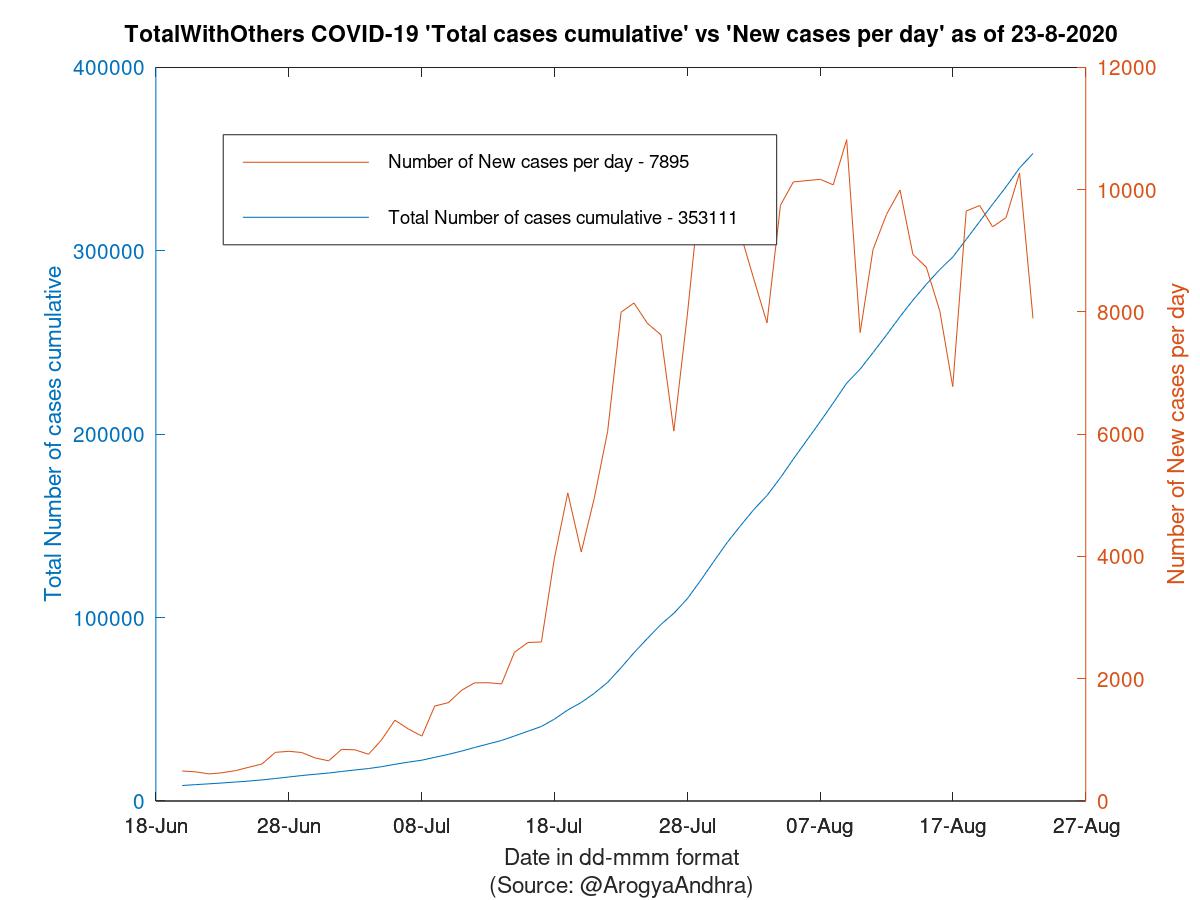 TotalWithOthers COVID-19 'Total cases cumulative' vs 'New cases per day' as of 23-8-2020
400000
300000
200000
100000
0
Total Number of cases cumulative
12000
10000
8000
6000
4000
2000
0
Number of New cases per day
Number of New cases per day - 7895
Total Number of cases cumulative - 353111
18-Jun 28-Jun 08-Jul 18-Jul 28-Jul 07-Aug 17-Aug 27-Aug
Date in dd-mmm format
(Source: @ArogyaAndhra)